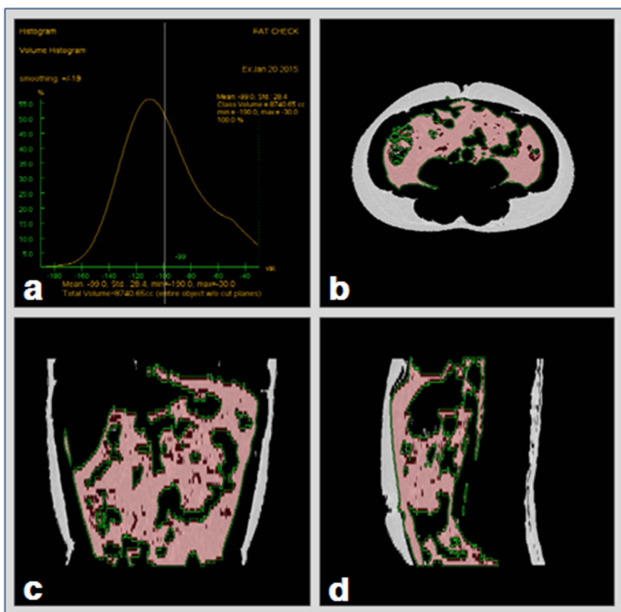 Histogram
FAT CHECK
Volume Histogram
Ex:Jan 20 2015
smoothing: +/-19
%
Mean: -99.0, Std.: 28.4
Class Volume = 8740.65 cc
min = -190.0, max= -30.0
100.0 %
55.0
50.0
45.0
40.0
35.0
30.0
25.0
20.0
15.0
10.0
5.0
-99
-180 -160 -140 -120 -100 -80 -60 -40 val.
Mean: -99.0, Std.: 28.4, min=-190.0, max=-30.0
Total Volume=8740.65cc (entire object w/o cut planes)
a
b
c
d